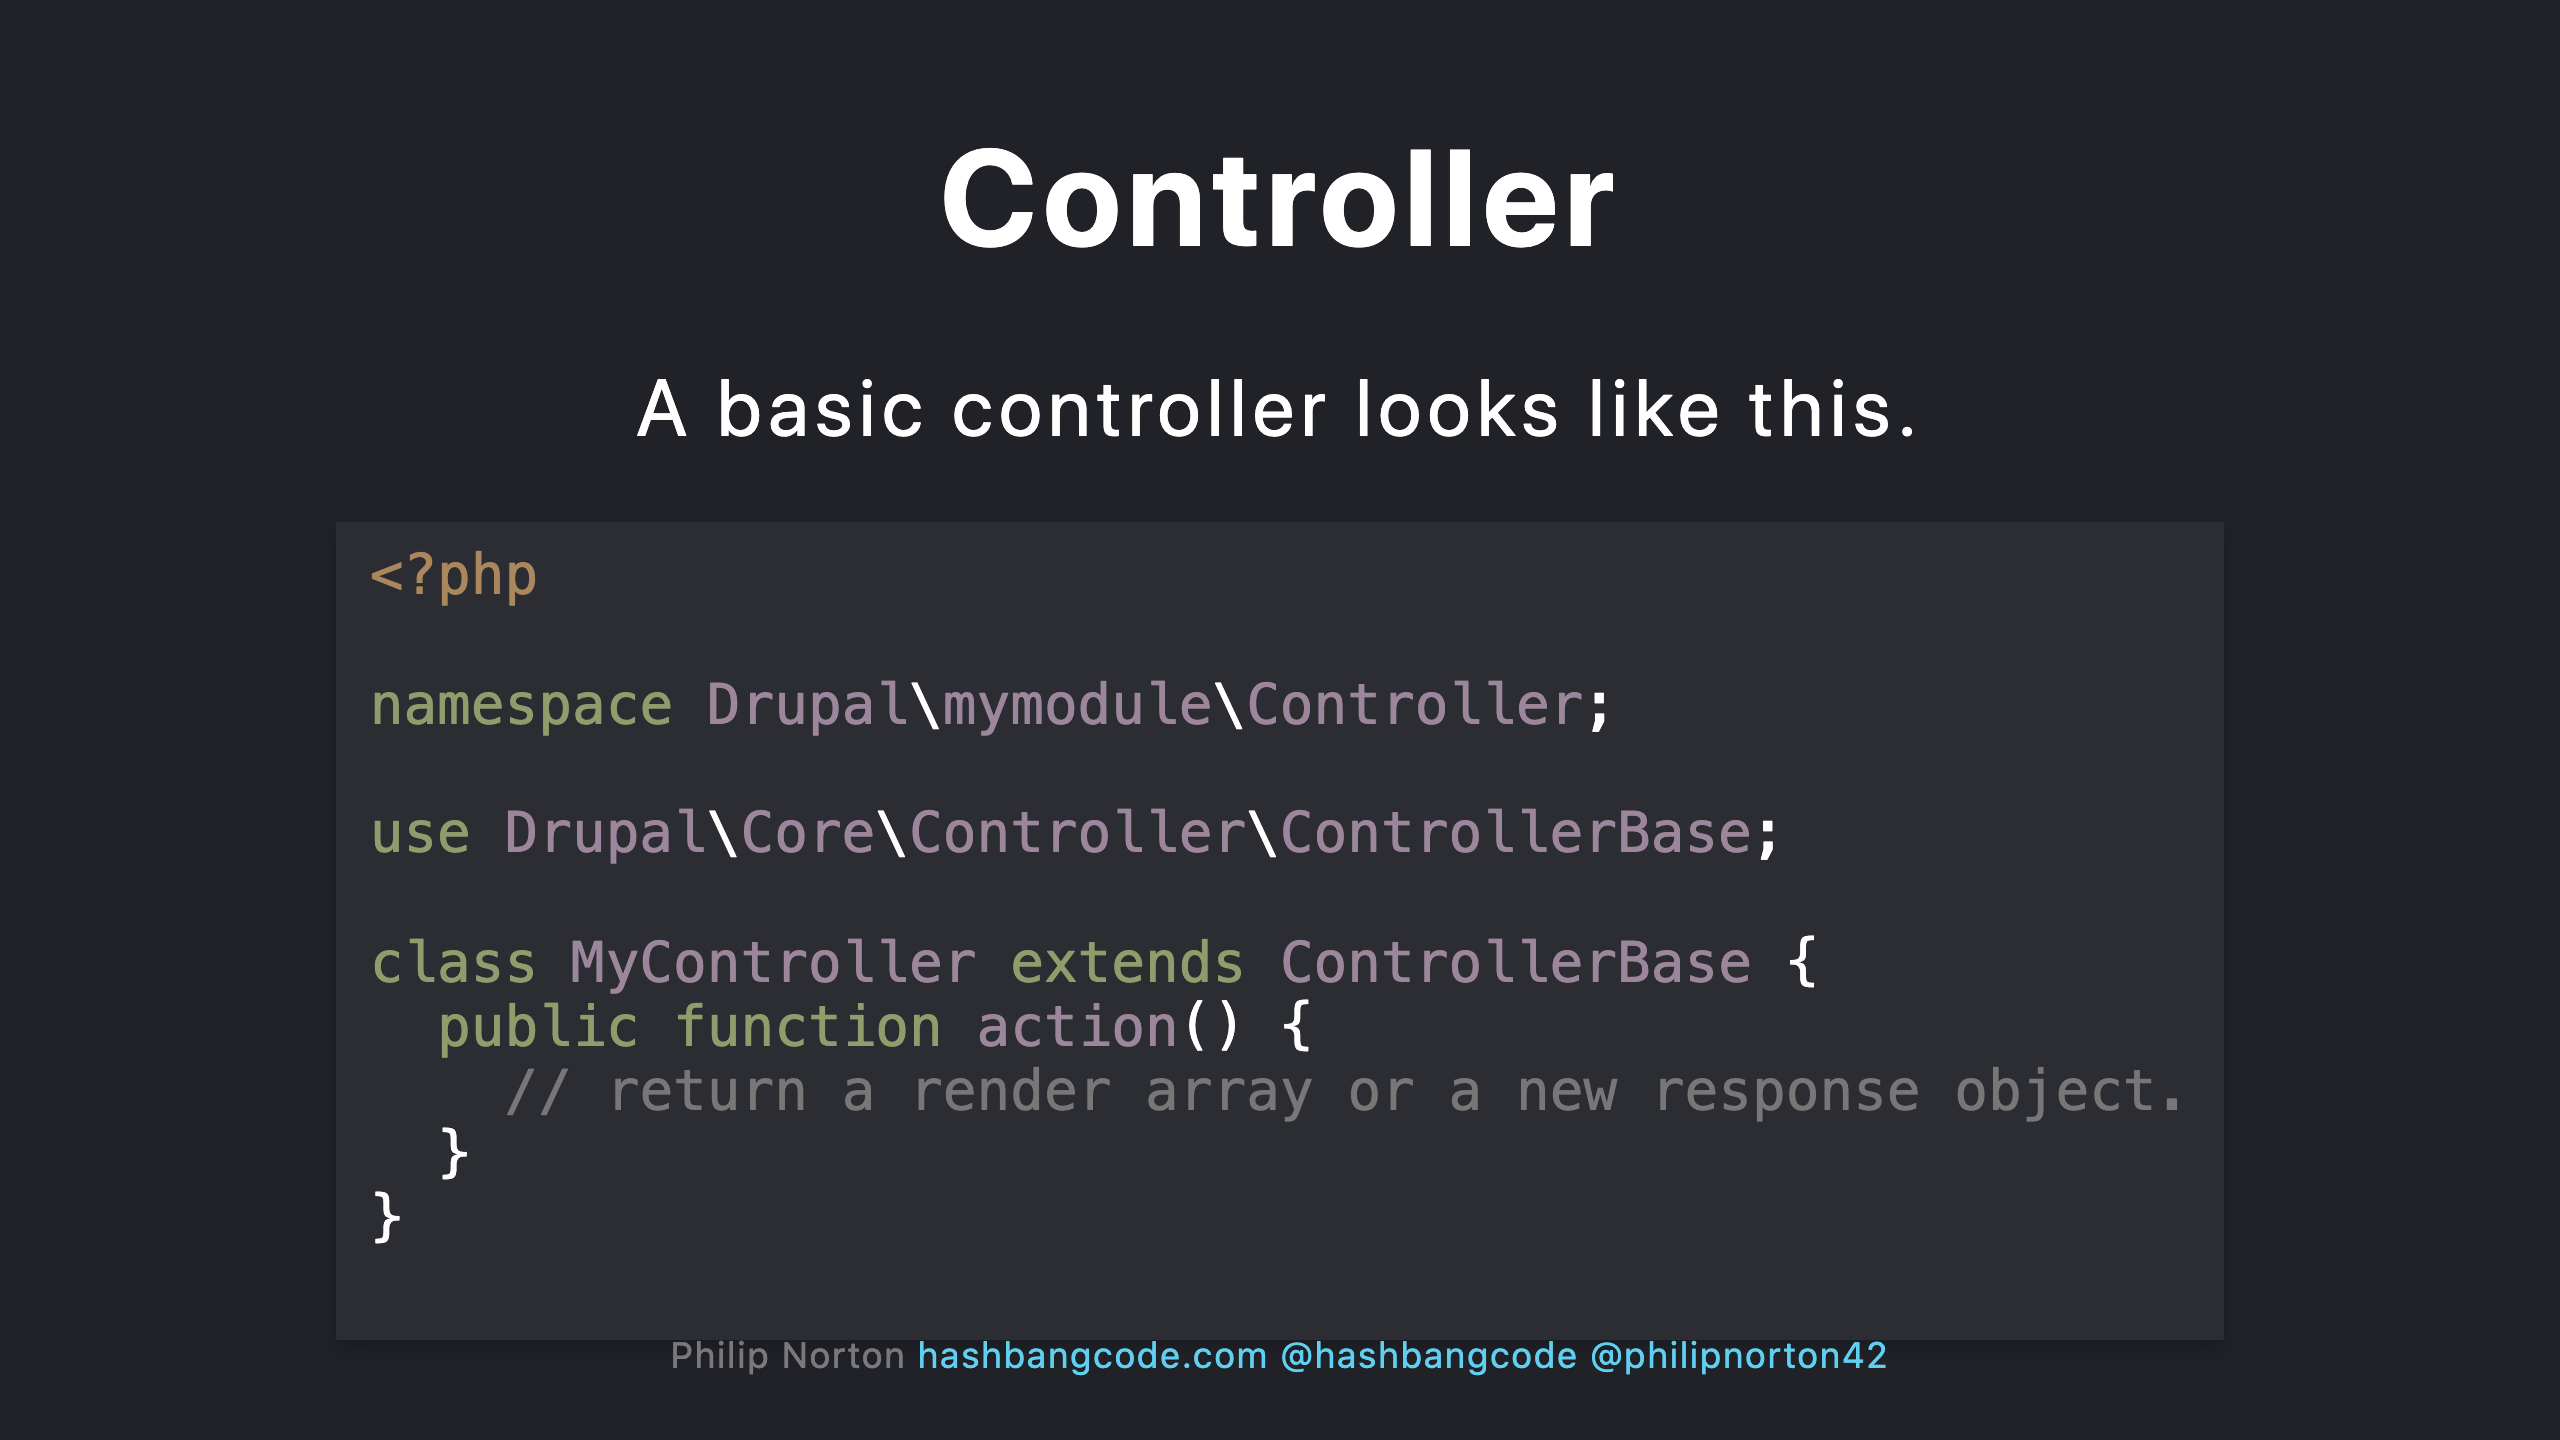 Controller
A basic controller looks like this.
<?php
namespace Drupal\mymodule\Controller;
use Drupal\Core\Controller\ControllerBase;
class MyController extends ControllerBase {
  public function action() {
    // return a render array or a new response object.
  }
}
Philip Norton hashbangcode.com @hashbangcode @philipnorton42